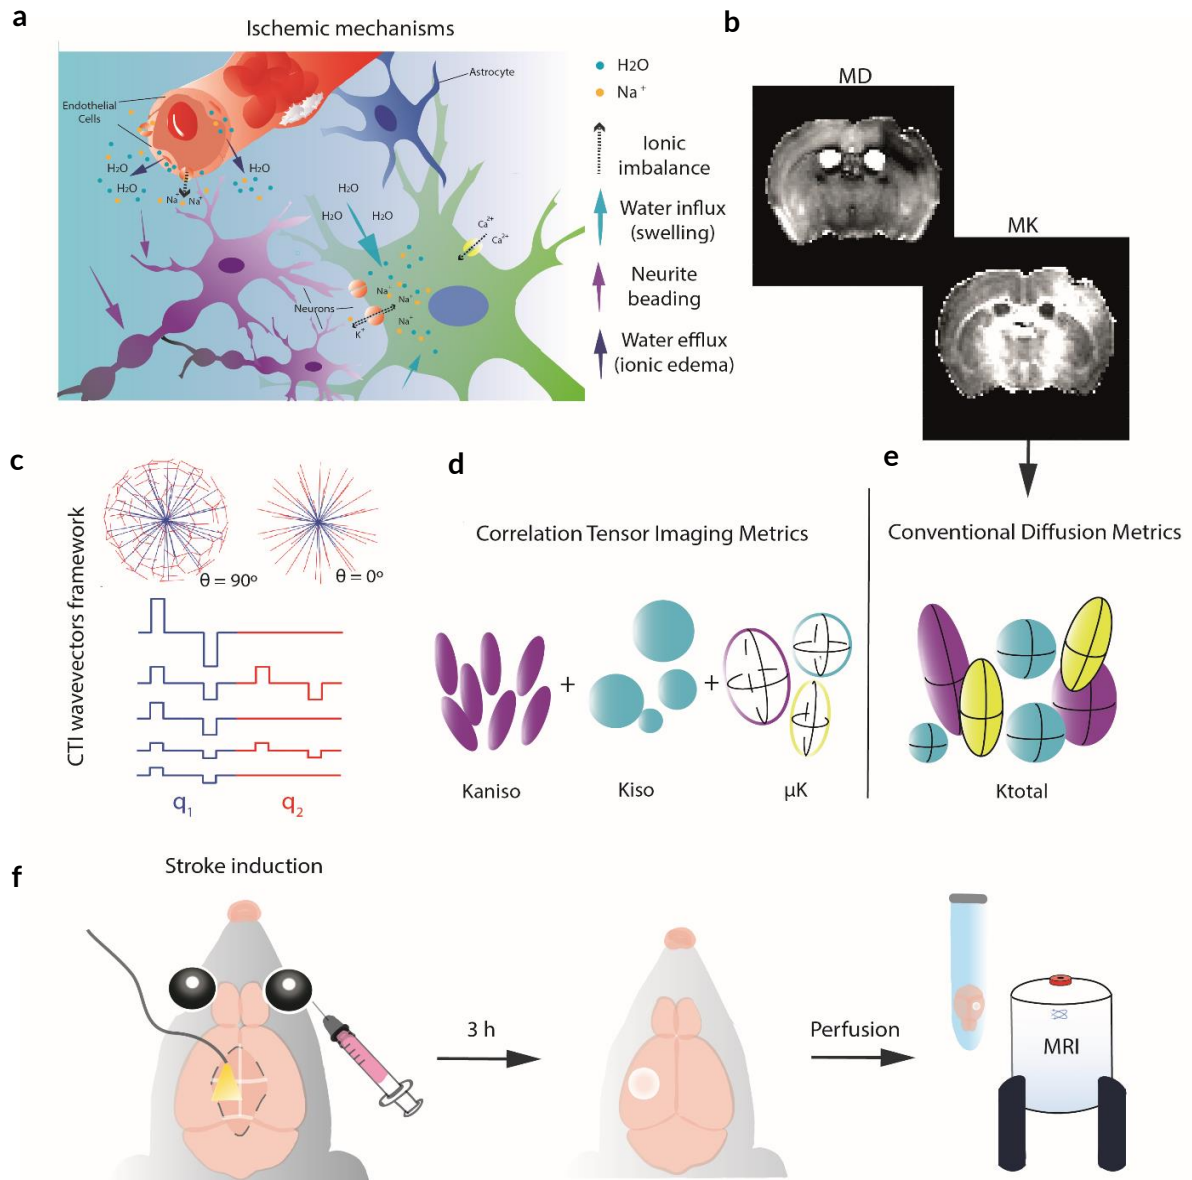 a
Ischemic mechanisms
Endothelial
Cells
Astrocyte
H2O
H2O
H2O
Na⁺ Na⁺
H2O
H2O
H2O
Ca²⁺
Ca²⁺
Neurons
Na⁺
Na⁺
Na⁺
K⁺
H2O
Na⁺
Ionic
imbalance
Water influx
(swelling)
Neurite
beading
Water efflux
(ionic edema)
b
MD
MK
c
CTI wavevectors framework
θ = 90º
θ = 0º
q₁
q₂
d
Correlation Tensor Imaging Metrics
+
+
Kaniso
Kiso
μK
e
Conventional Diffusion Metrics
Ktotal
f
Stroke induction
3 h
Perfusion
MRI